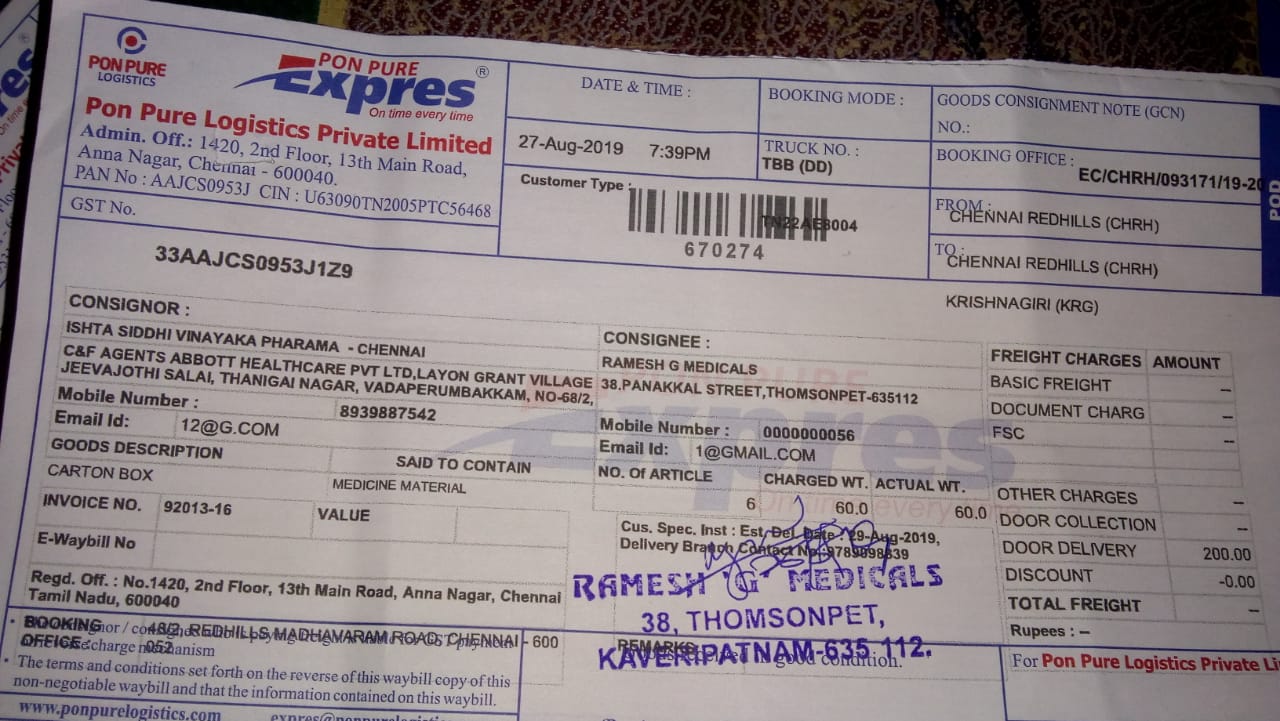 PON PURE
LOGISTICS
PON PURE
Expres ®
On time every time
Pon Pure Logistics Private Limited
Admin. Off.: 1420, 2nd Floor, 13th Main Road,
Anna Nagar, Chennai - 600040.
PAN No : AAJCS0953J CIN : U63090TN2005PTC56468
GST No.
33AAJCS0953J1Z9
DATE & TIME :
27-Aug-2019 7:39PM
BOOKING MODE :
TRUCK NO. :
TBB (DD)
Customer Type :
TN22AE8004
670274
GOODS CONSIGNMENT NOTE (GCN)
NO.:
BOOKING OFFICE :
EC/CHRH/093171/19-20
POD
FROM :
CHENNAI REDHILLS (CHRH)
TO :
CHENNAI REDHILLS (CHRH)
KRISHNAGIRI (KRG)
CONSIGNOR :
ISHTA SIDDHI VINAYAKA PHARAMA - CHENNAI
C&F AGENTS ABBOTT HEALTHCARE PVT LTD,LAYON GRANT VILLAGE
JEEVAJOTHI SALAI, THANIGAI NAGAR, VADAPERUMBAKKAM, NO-68/2,
Mobile Number : 8939887542
Email Id: 12@G.COM
CONSIGNEE :
RAMESH G MEDICALS
38.PANAKKAL STREET,THOMSONPET-635112
Mobile Number : 0000000056
Email Id: 1@GMAIL.COM
GOODS DESCRIPTION SAID TO CONTAIN
CARTON BOX MEDICINE MATERIAL
NO. Of ARTICLE CHARGED WT. ACTUAL WT.
6 60.0 60.0
INVOICE NO. 92013-16 VALUE
E-Waybill No
Cus. Spec. Inst : Est. Del. Date : 29-Aug-2019,
Delivery Branch Contact No :
FREIGHT CHARGES AMOUNT
BASIC FREIGHT --
DOCUMENT CHARG --
FSC --
OTHER CHARGES --
DOOR COLLECTION --
DOOR DELIVERY 200.00
DISCOUNT -0.00
TOTAL FREIGHT --
Rupees : --
Regd. Off. : No.1420, 2nd Floor, 13th Main Road, Anna Nagar, Chennai
Tamil Nadu, 600040
RAMESH 'G' MEDICALS
38, THOMSONPET,
KAVERIPATNAM-635 112.
BOOKING OFFICE : 48/2, REDHILLS MADHAVARAM ROAD, CHENNAI - 600
052
REMARKS
in good condition.
For Pon Pure Logistics Private Li
The terms and conditions set forth on the reverse of this waybill copy of this
non-negotiable waybill and that the information contained on this waybill.
www.ponpurelogistics.com